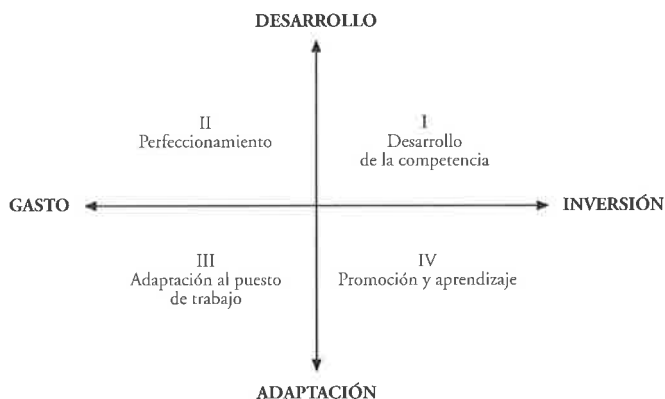 DESARROLLO
II
Perfeccionamiento
I
Desarrollo
de la competencia
GASTO
INVERSIÓN
III
Adaptación al puesto
de trabajo
IV
Promoción y aprendizaje
ADAPTACIÓN